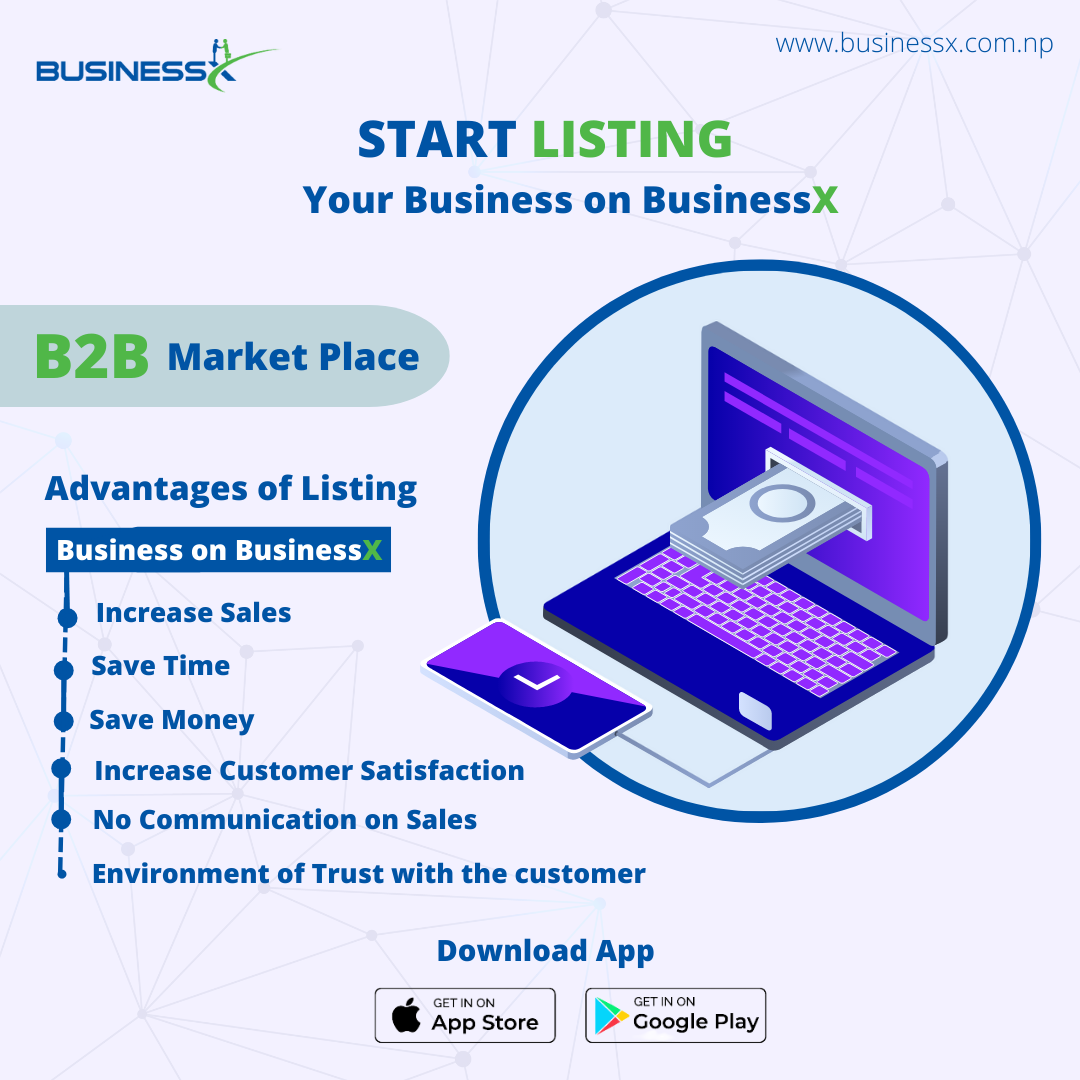 BUSINESSX
www.businessx.com.np
START LISTING
Your Business on BusinessX
B2B Market Place
Advantages of Listing
Business on BusinessX
Increase Sales
Save Time
Save Money
Increase Customer Satisfaction
No Communication on Sales
Environment of Trust with the customer
Download App
GET IN ON
App Store
GET IN ON
Google Play